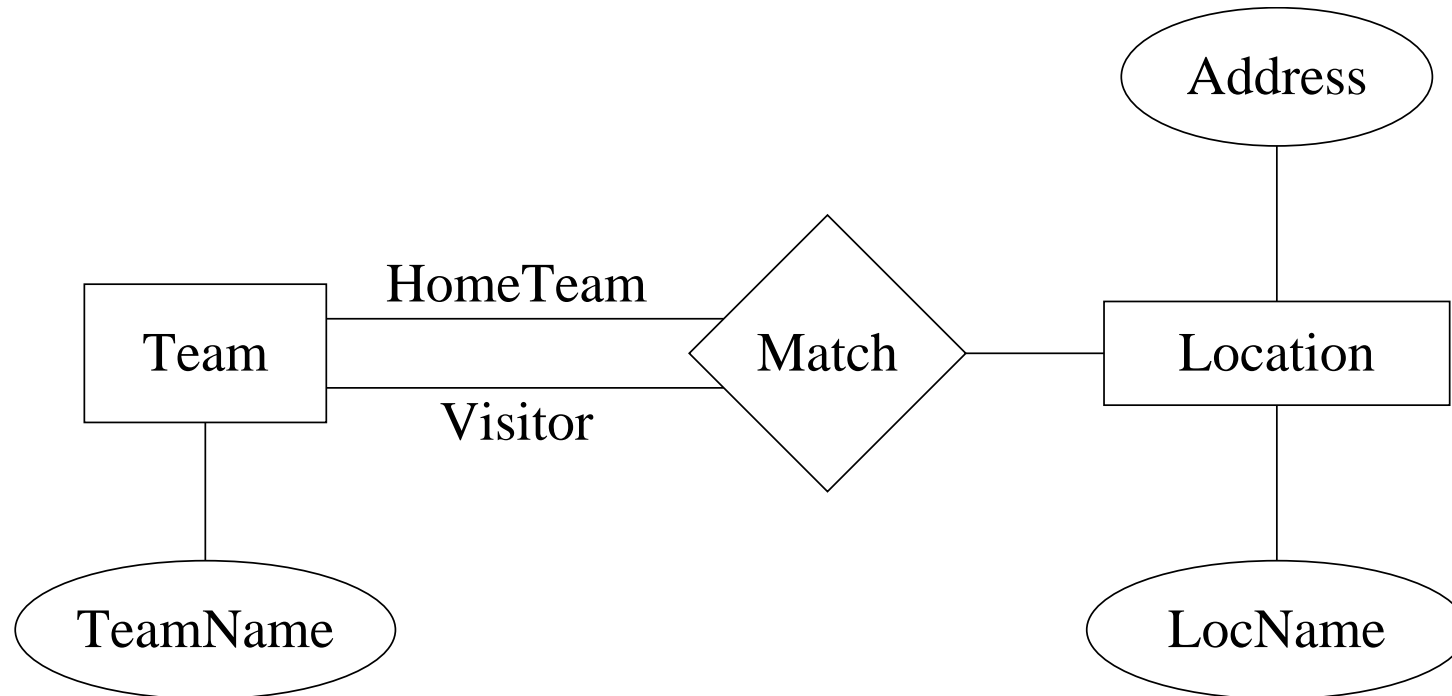 Address
HomeTeam
Team
Match
Location
Visitor
TeamName
LocName